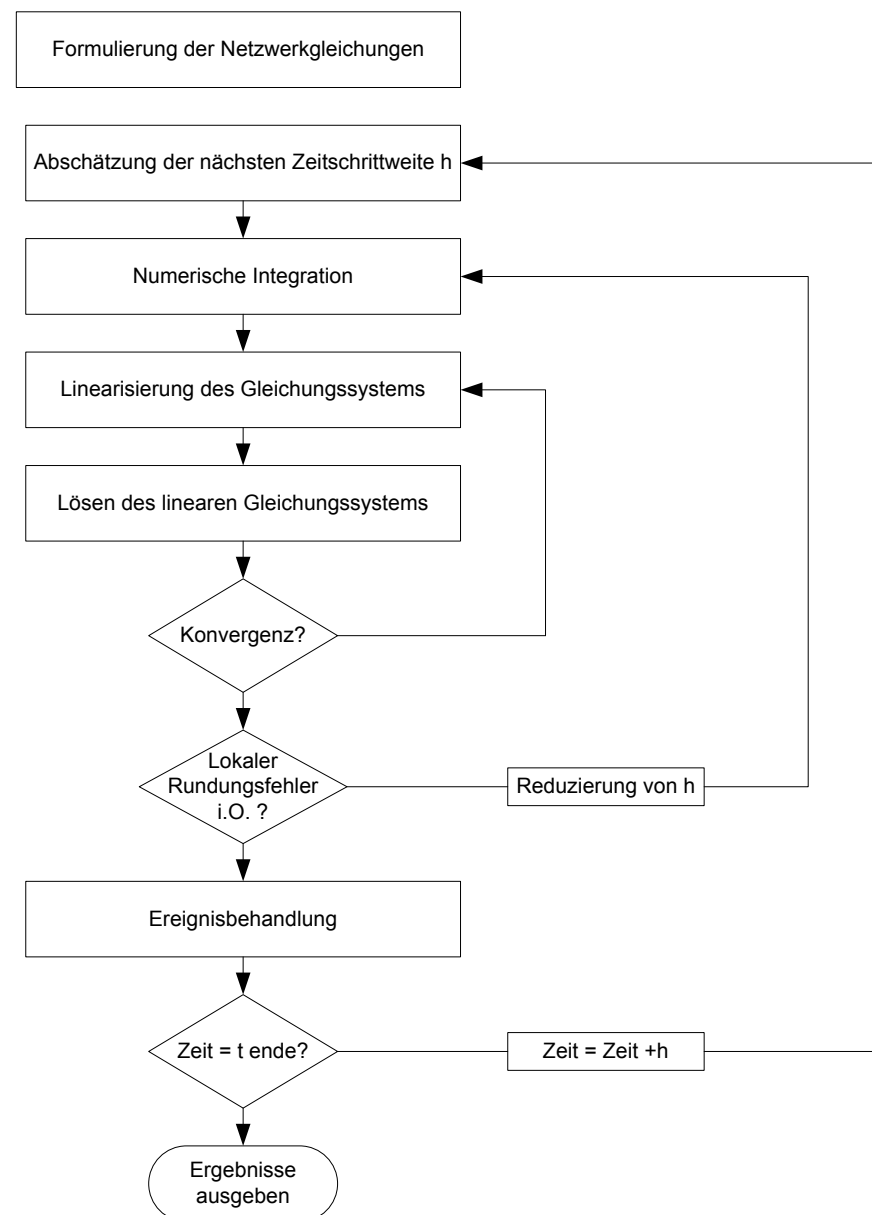 Formulierung der Netzwerkgleichungen
Abschätzung der nächsten Zeitschrittweite h
Numerische Integration
Linearisierung des Gleichungssystems
Lösen des linearen Gleichungssystems
Konvergenz?
Lokaler
Rundungsfehler
i.O. ?
Reduzierung von h
Ereignisbehandlung
Zeit = t ende?
Zeit = Zeit +h
Ergebnisse
ausgeben